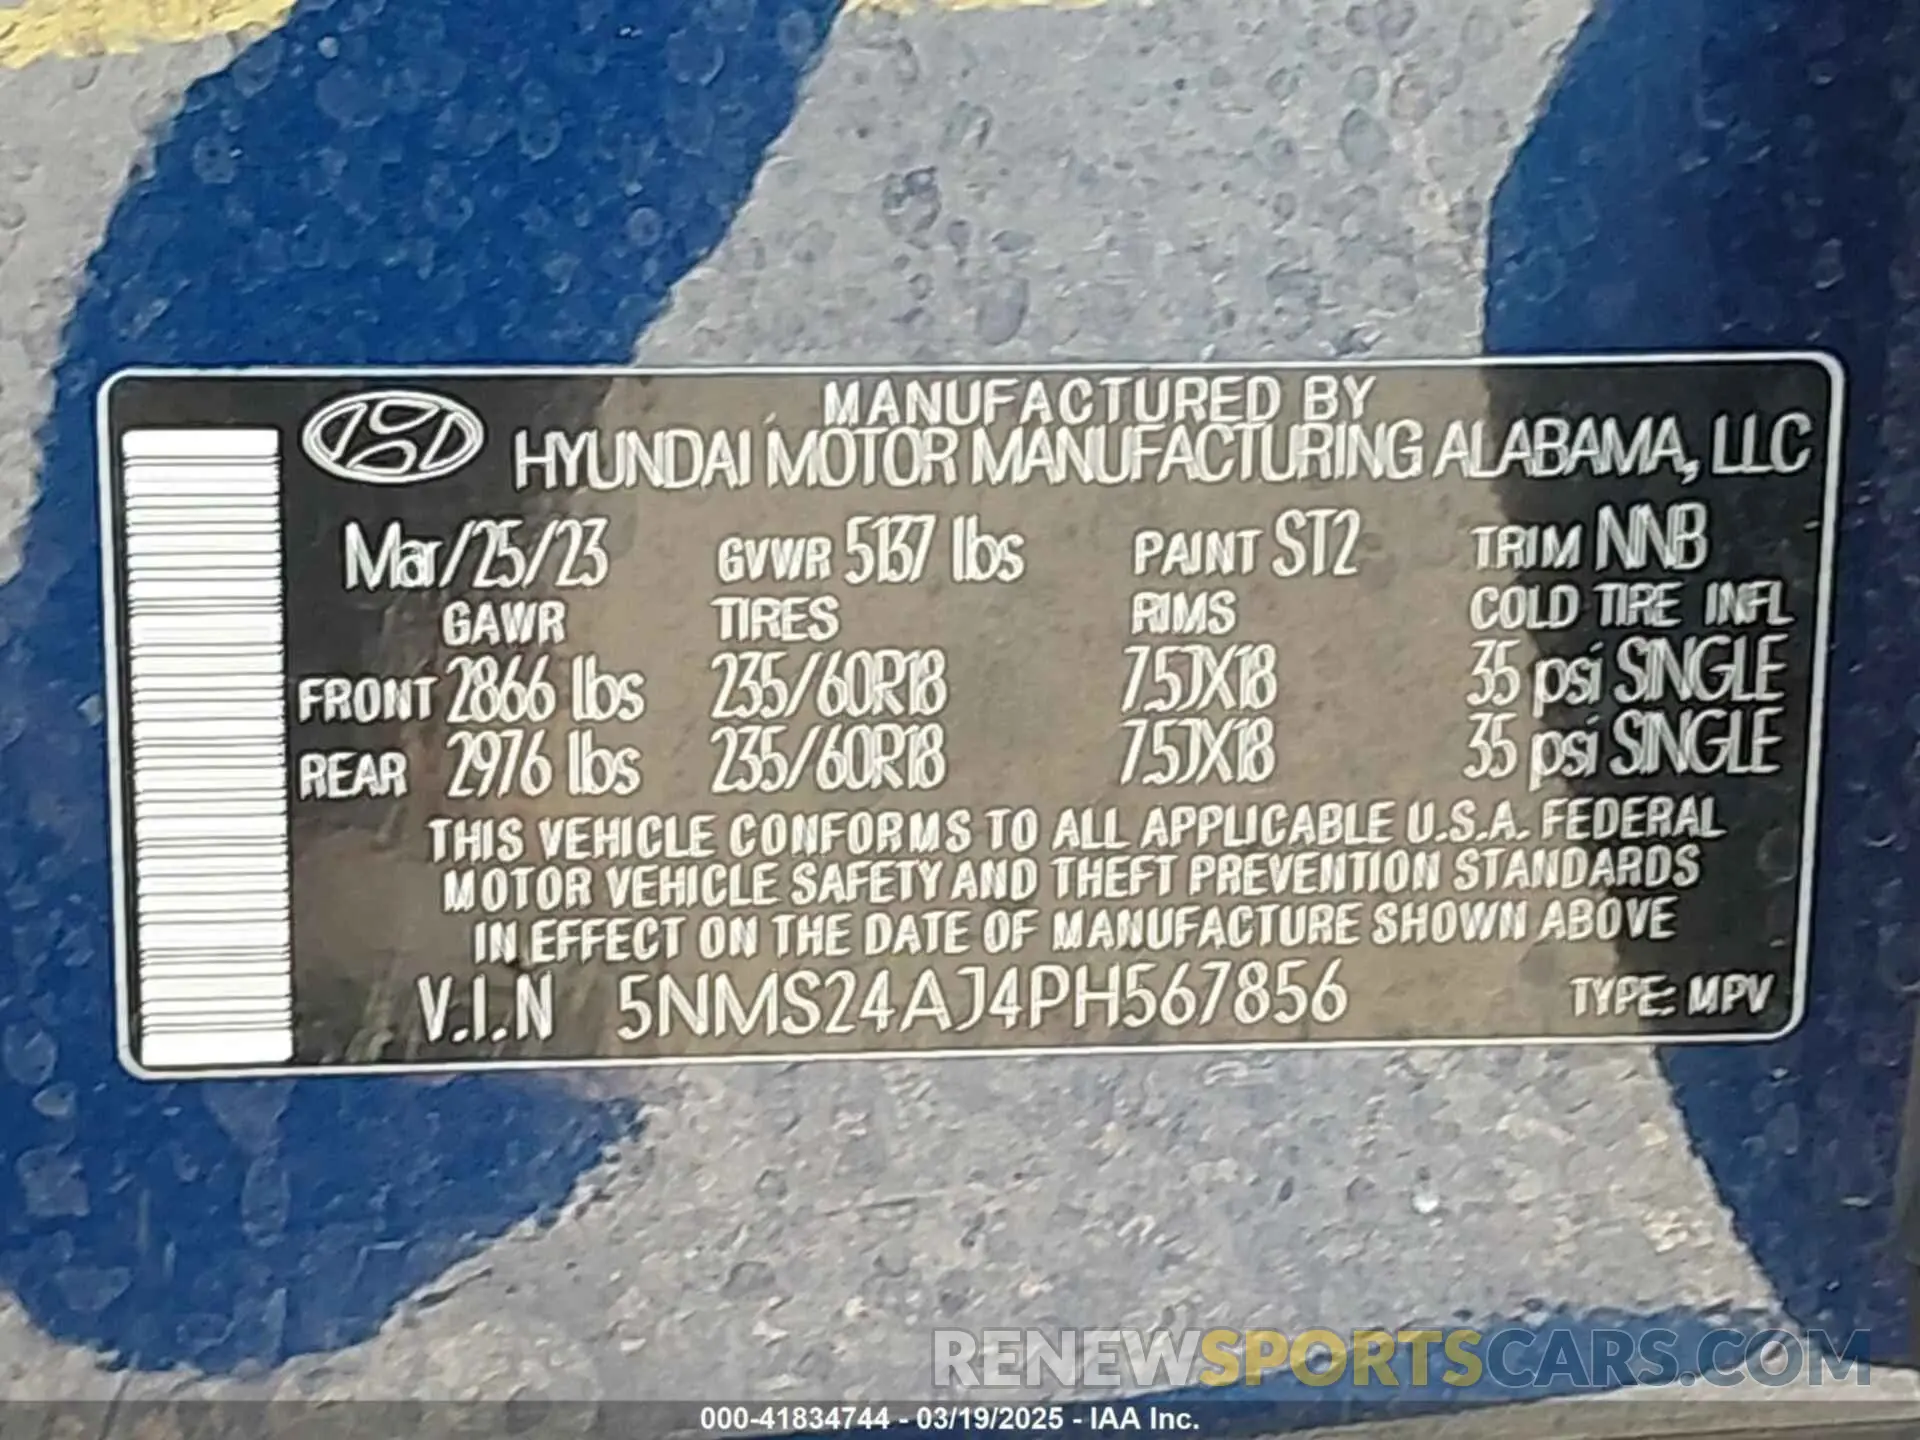 MANUFACTURED BY
HYUNDAI MOTOR MANUFACTURING ALABAMA, LLC
Mar/25/23 GVWR 5137 lbs PAINT ST2 TRIM NNB
GAWR TIRES RIMS COLD TIRE INFL
FRONT 2866 lbs 235/60R18 7.5JX18 35 psi SINGLE
REAR 2976 lbs 235/60R18 7.5JX18 35 psi SINGLE
THIS VEHICLE CONFORMS TO ALL APPLICABLE U.S.A. FEDERAL
MOTOR VEHICLE SAFETY AND THEFT PREVENTION STANDARDS
IN EFFECT ON THE DATE OF MANUFACTURE SHOWN ABOVE
V.I.N 5NMS24AJ4PH567856 TYPE: MPV
RENEWSPORTSCARS.COM
000-41834744 - 03/19/2025 - IAA Inc.